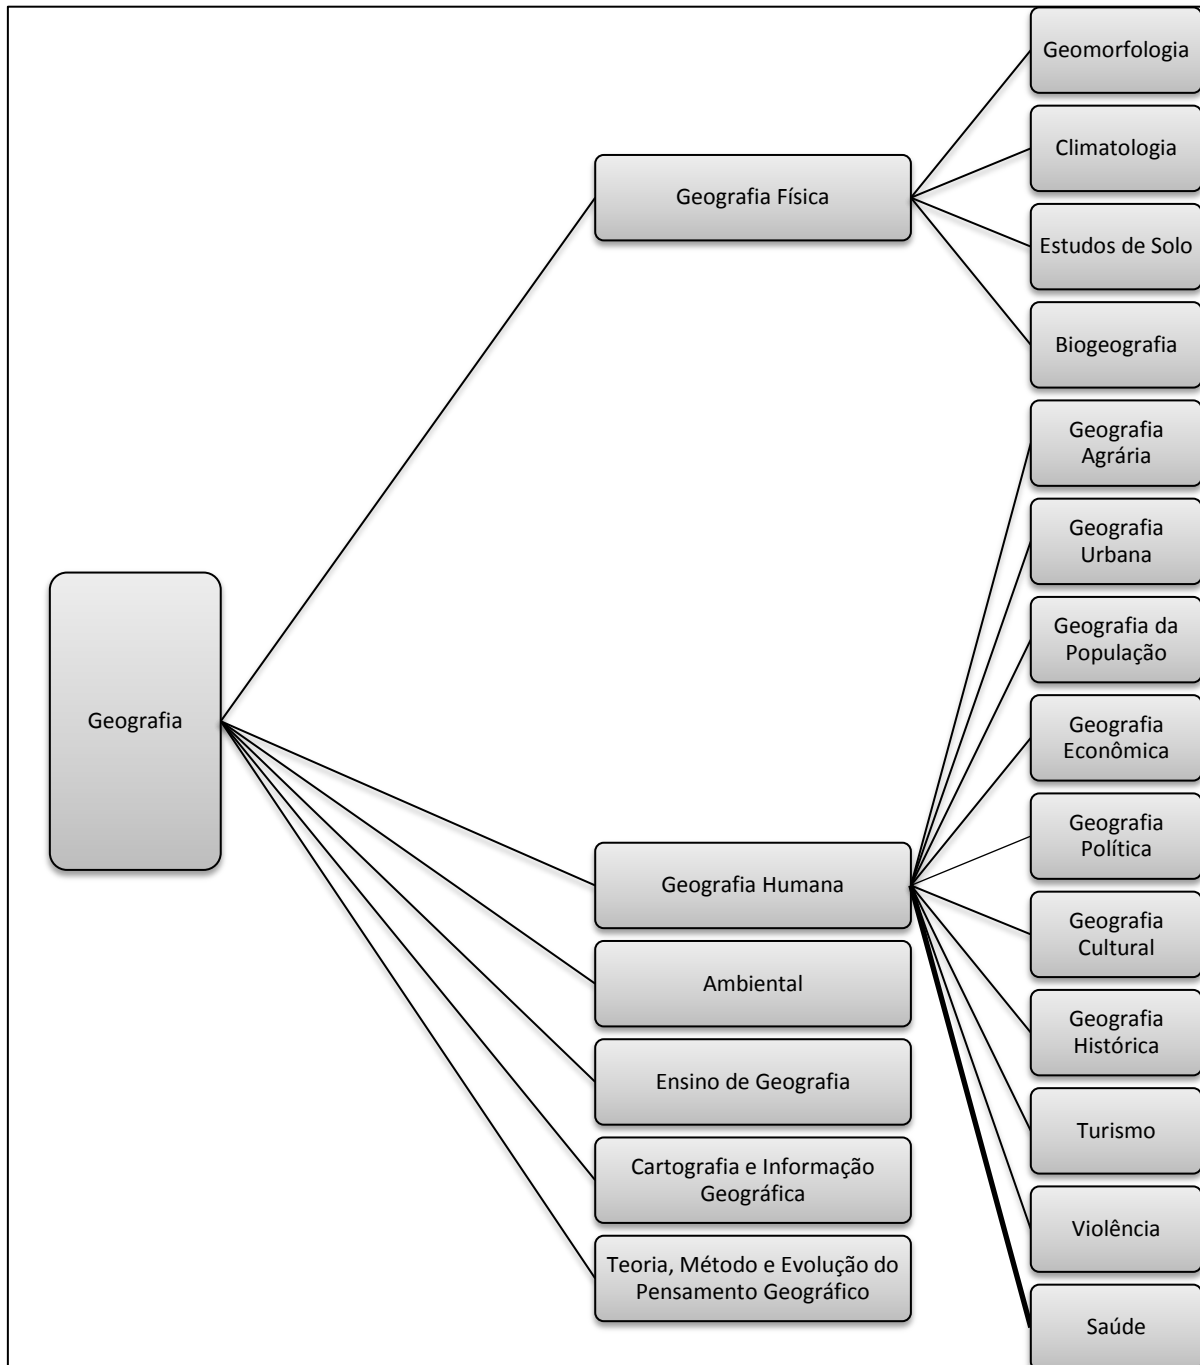 Geografia
Geografia Física
Geomorfologia
Climatologia
Estudos de Solo
Biogeografia
Geografia Humana
Geografia
Agrária
Geografia
Urbana
Geografia da
População
Geografia
Econômica
Geografia
Política
Geografia
Cultural
Geografia
Histórica
Turismo
Violência
Saúde
Ambiental
Ensino de Geografia
Cartografia e Informação
Geográfica
Teoria, Método e Evolução do
Pensamento Geográfico